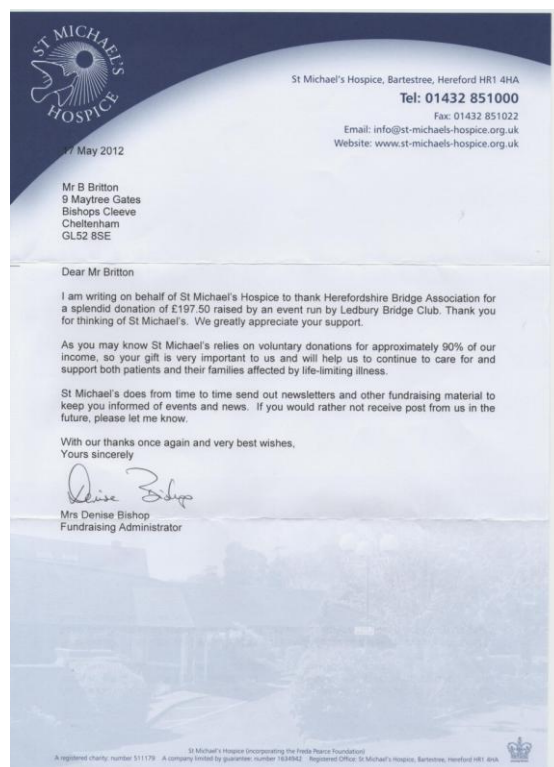 ST MICHAEL'S
HOSPICE
St Michael's Hospice, Bartestree, Hereford HR1 4HA
Tel: 01432 851000
Fax: 01432 851022
Email: info@st-michaels-hospice.org.uk
Website: www.st-michaels-hospice.org.uk
17 May 2012
Mr B Britton
9 Maytree Gates
Bishops Cleeve
Cheltenham
GL52 8SE
Dear Mr Britton
I am writing on behalf of St Michael's Hospice to thank Herefordshire Bridge Association for
a splendid donation of £197.50 raised by an event run by Ledbury Bridge Club. Thank you
for thinking of St Michael's. We greatly appreciate your support.
As you may know St Michael's relies on voluntary donations for approximately 90% of our
income, so your gift is very important to us and will help us to continue to care for and
support both patients and their families affected by life-limiting illness.
St Michael's does from time to time send out newsletters and other fundraising material to
keep you informed of events and news. If you would rather not receive post from us in the
future, please let me know.
With our thanks once again and very best wishes,
Yours sincerely
Denise Bishop
Mrs Denise Bishop
Fundraising Administrator
St Michael's Hospice (incorporating the Freda Pearce Foundation)
A registered charity: number 511179 A company limited by guarantee: number 1634942 Registered Office: St Michael's Hospice, Bartestree, Hereford HR1 4HA